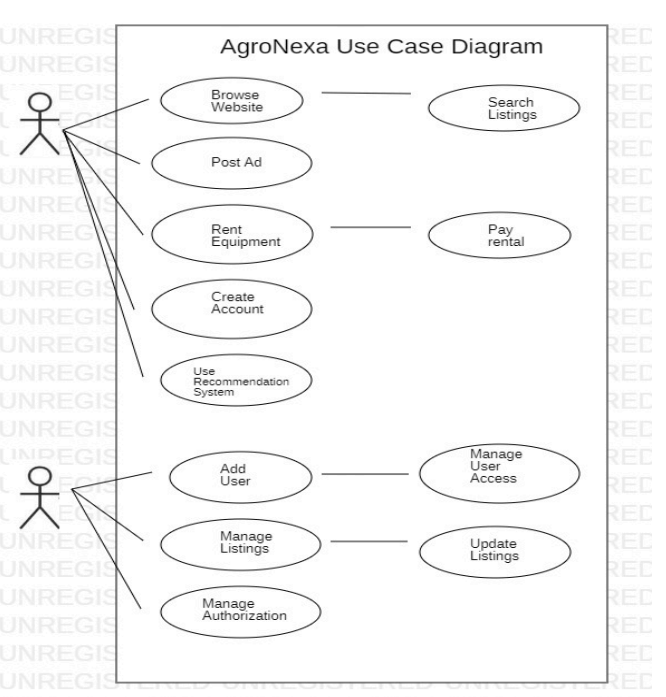 AgroNexa Use Case Diagram
Browse
Website
Search
Listings
Post Ad
Rent
Equipment
Pay
rental
Create
Account
Use
Recommendation
System
Add
User
Manage
User
Access
Manage
Listings
Update
Listings
Manage
Authorization